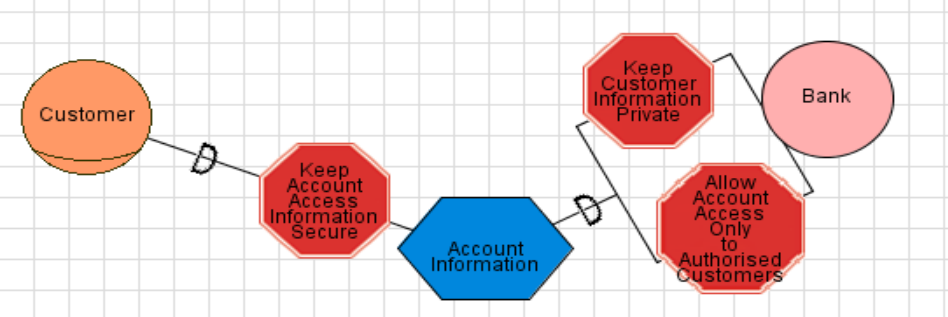 Customer
Keep
Account
Access
Information
Secure
Account
Information
Keep
Customer
Information
Private
Allow
Account
Access
Only
to
Authorised
Customers
Bank